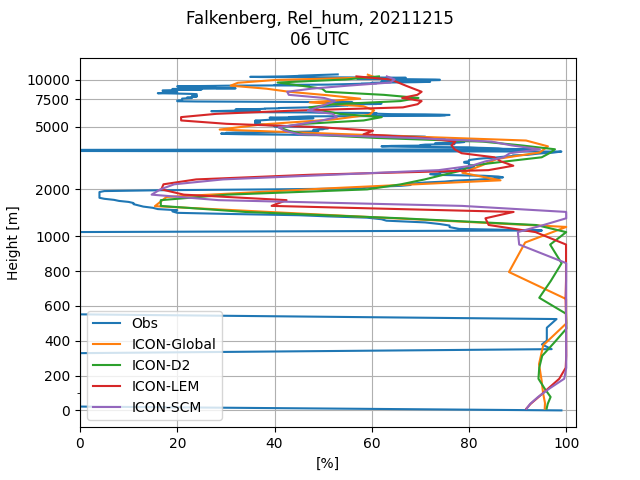 Falkenberg, Rel_hum, 20211215
06 UTC
10000
7500
5000
2000
1000
800
600
400
200
0
Height [m]
Obs
ICON-Global
ICON-D2
ICON-LEM
ICON-SCM
0 20 40 60 80 100
[%]